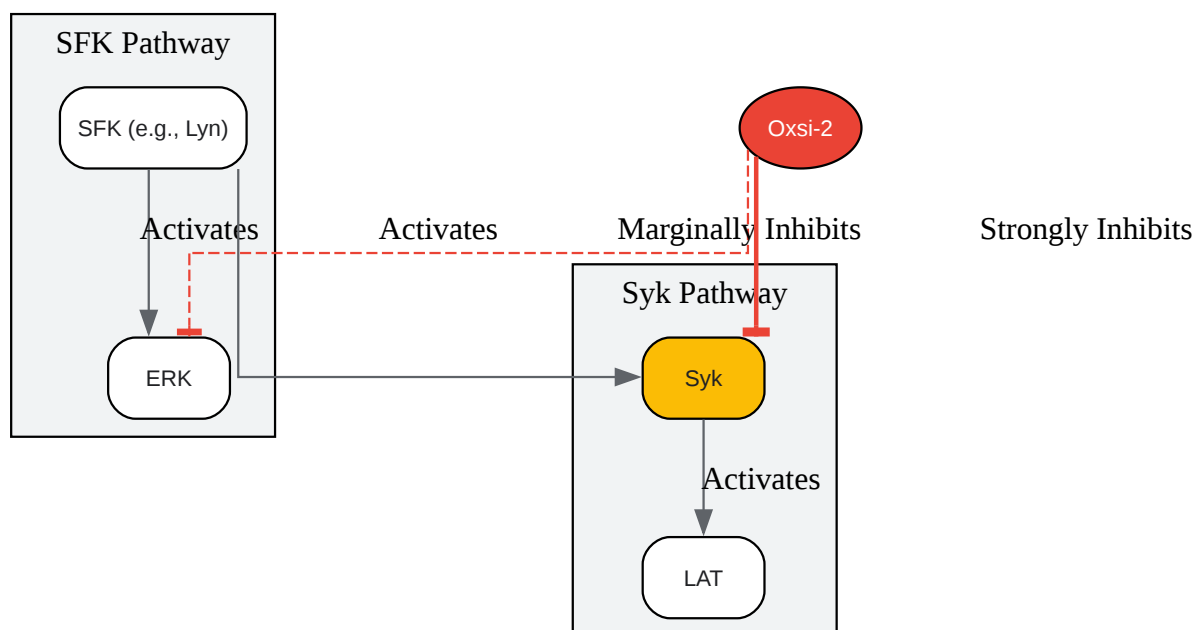 SFK Pathway
SFK (e.g., Lyn)
Oxsi-2
Activates
Activates
Marginally Inhibits
Strongly Inhibits
Syk Pathway
ERK
Syk
Activates
LAT